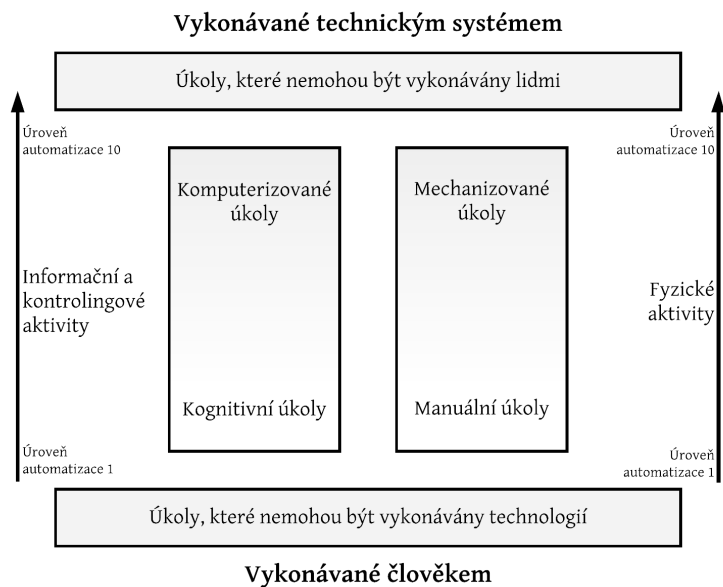 Vykonávané technickým systémem
Úkoly, které nemohou být vykonávány lidmi
Úroveň
automatizace 10
Úroveň
automatizace 10
Komputerizované
úkoly
Mechanizované
úkoly
Informační a
kontrolingové
aktivity
Fyzické
aktivity
Kognitivní úkoly
Manuální úkoly
Úroveň
automatizace 1
Úroveň
automatizace 1
Úkoly, které nemohou být vykonávány technologií
Vykonávané člověkem